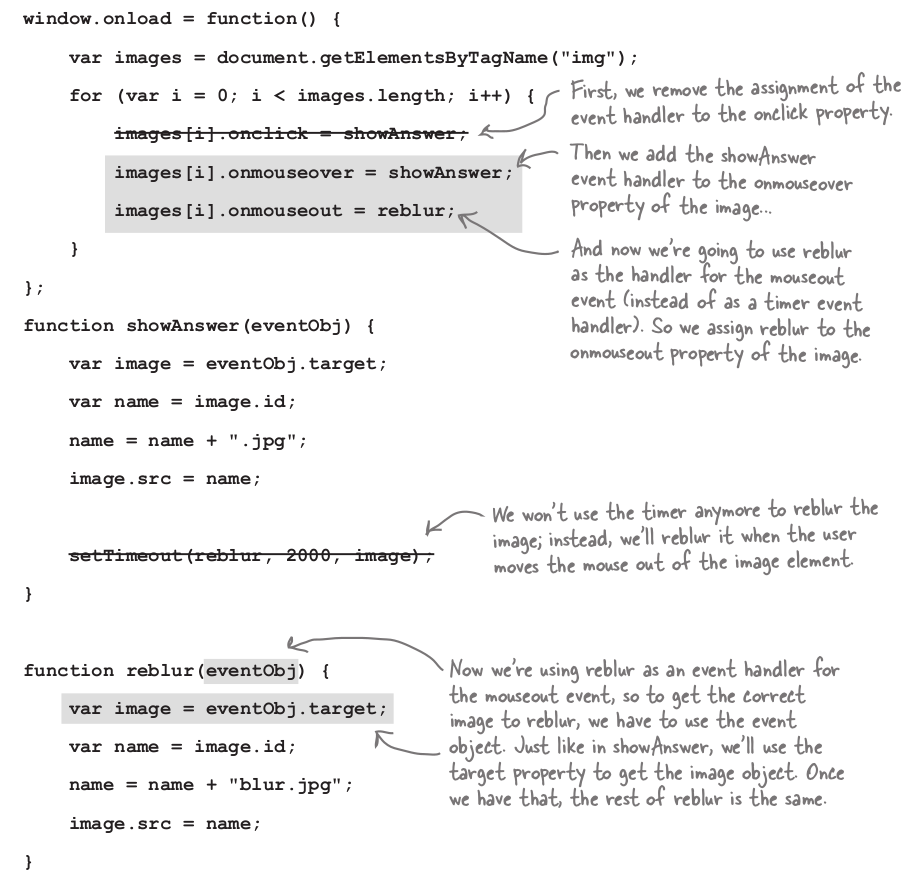 window.onload = function() {
var images = document.getElementsByTagName("img");
for (var i = 0; i < images.length; i++) {
images[i].onclick = showAnswer;
images[i].onmouseover = showAnswer;
images[i].onmouseout = reblur;
}
};
First, we remove the assignment of the
event handler to the onclick property.
Then we add the showAnswer
event handler to the onmouseover
property of the image...
And now we're going to use reblur
as the handler for the mouseout
event (instead of as a timer event
handler). So we assign reblur to the
onmouseout property of the image.
function showAnswer(eventObj) {
var image = eventObj.target;
var name = image.id;
name = name + ".jpg";
image.src = name;
setTimeout(reblur, 2000, image);
}
We won't use the timer anymore to reblur the
image; instead, we'll reblur it when the user
moves the mouse out of the image element.
function reblur(eventObj) {
var image = eventObj.target;
var name = image.id;
name = name + "blur.jpg";
image.src = name;
}
Now we're using reblur as an event handler for
the mouseout event, so to get the correct
image to reblur, we have to use the event
object. Just like in showAnswer, we'll use the
target property to get the image object. Once
we have that, the rest of reblur is the same.